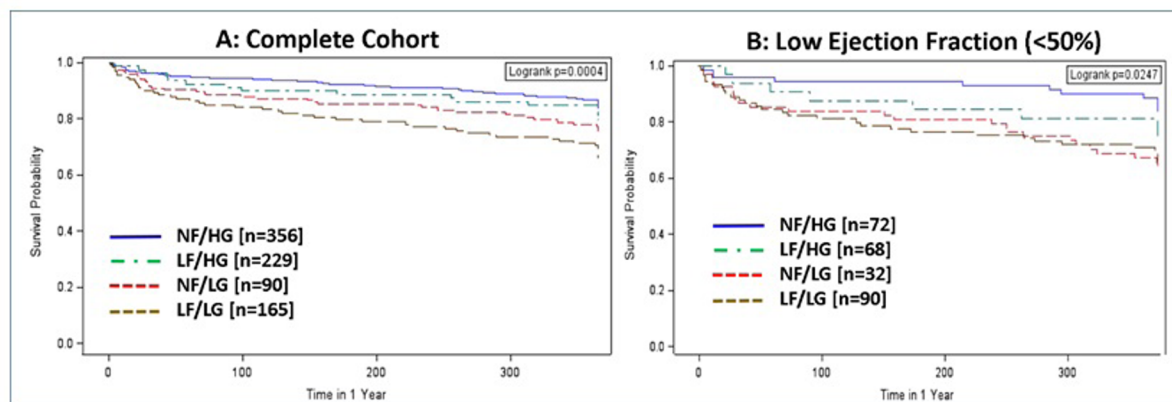 A: Complete Cohort
Logrank p=0.0004
Survival Probability
1.0
0.8
0.6
0.4
0.2
0.0
NF/HG [n=356]
LF/HG [n=229]
NF/LG [n=90]
LF/LG [n=165]
0 100 200 300
Time in 1 Year
B: Low Ejection Fraction (<50%)
Logrank p=0.0247
Survival Probability
1.0
0.8
0.6
0.4
0.2
0.0
NF/HG [n=72]
LF/HG [n=68]
NF/LG [n=32]
LF/LG [n=90]
0 100 200 300
Time in 1 Year